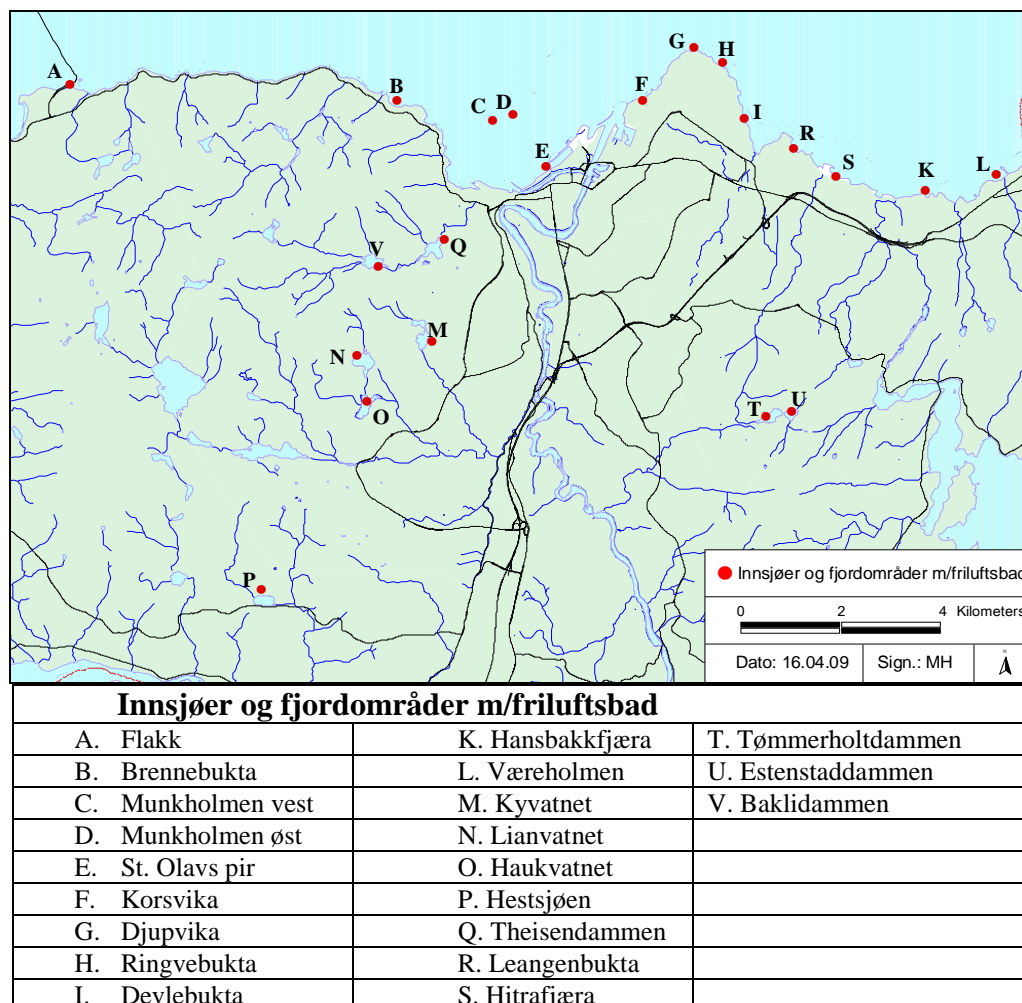 G
H
A
B
F
C D
I
R
E
S
K
L
Q
V
M
N
O
T U
P
Innsjøer og fjordområder m/friluftsbad
0 2 4 Kilometers
N
Dato: 16.04.09 Sign.: MH
Innsjøer og fjordområder m/friluftsbad
A. Flakk K. Hansbakkfjæra T. Tømmerholtdammen
B. Brennebukta L. Væreholmen U. Estenstaddammen
C. Munkholmen vest M. Kyvatnet V. Baklidammen
D. Munkholmen øst N. Lianvatnet
E. St. Olavs pir O. Haukvatnet
F. Korsvika P. Hestsjøen
G. Djupvika Q. Theisendammen
H. Ringvebukta R. Leangenbukta
I. Devlebukta S. Hitrafjæra